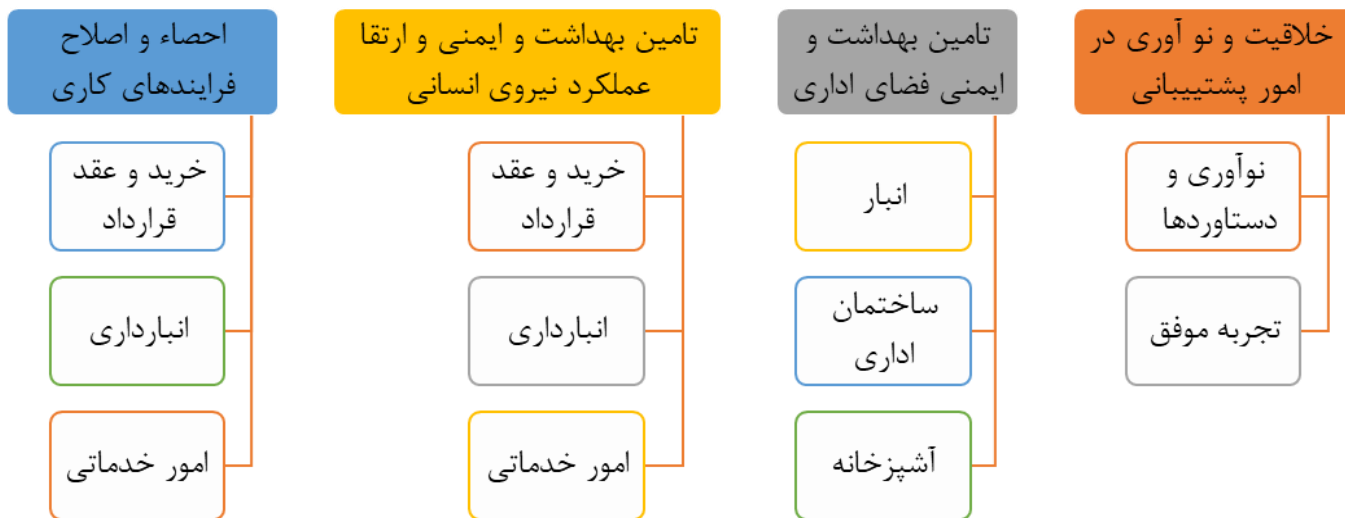 خلاقیت و نو آوری در
امور پشتییبانی
نوآوری و
دستاوردها
تجربه موفق
تامین بهداشت و
ایمنی فضای اداری
انبار
ساختمان
اداری
آشپزخانه
تامین بهداشت و ایمنی و ارتقا
عملکرد نیروی انسانی
خرید و عقد
قرارداد
انبارداری
امور خدماتی
احصاء و اصلاح
فرایندهای کاری
خرید و عقد
قرارداد
انبارداری
امور خدماتی